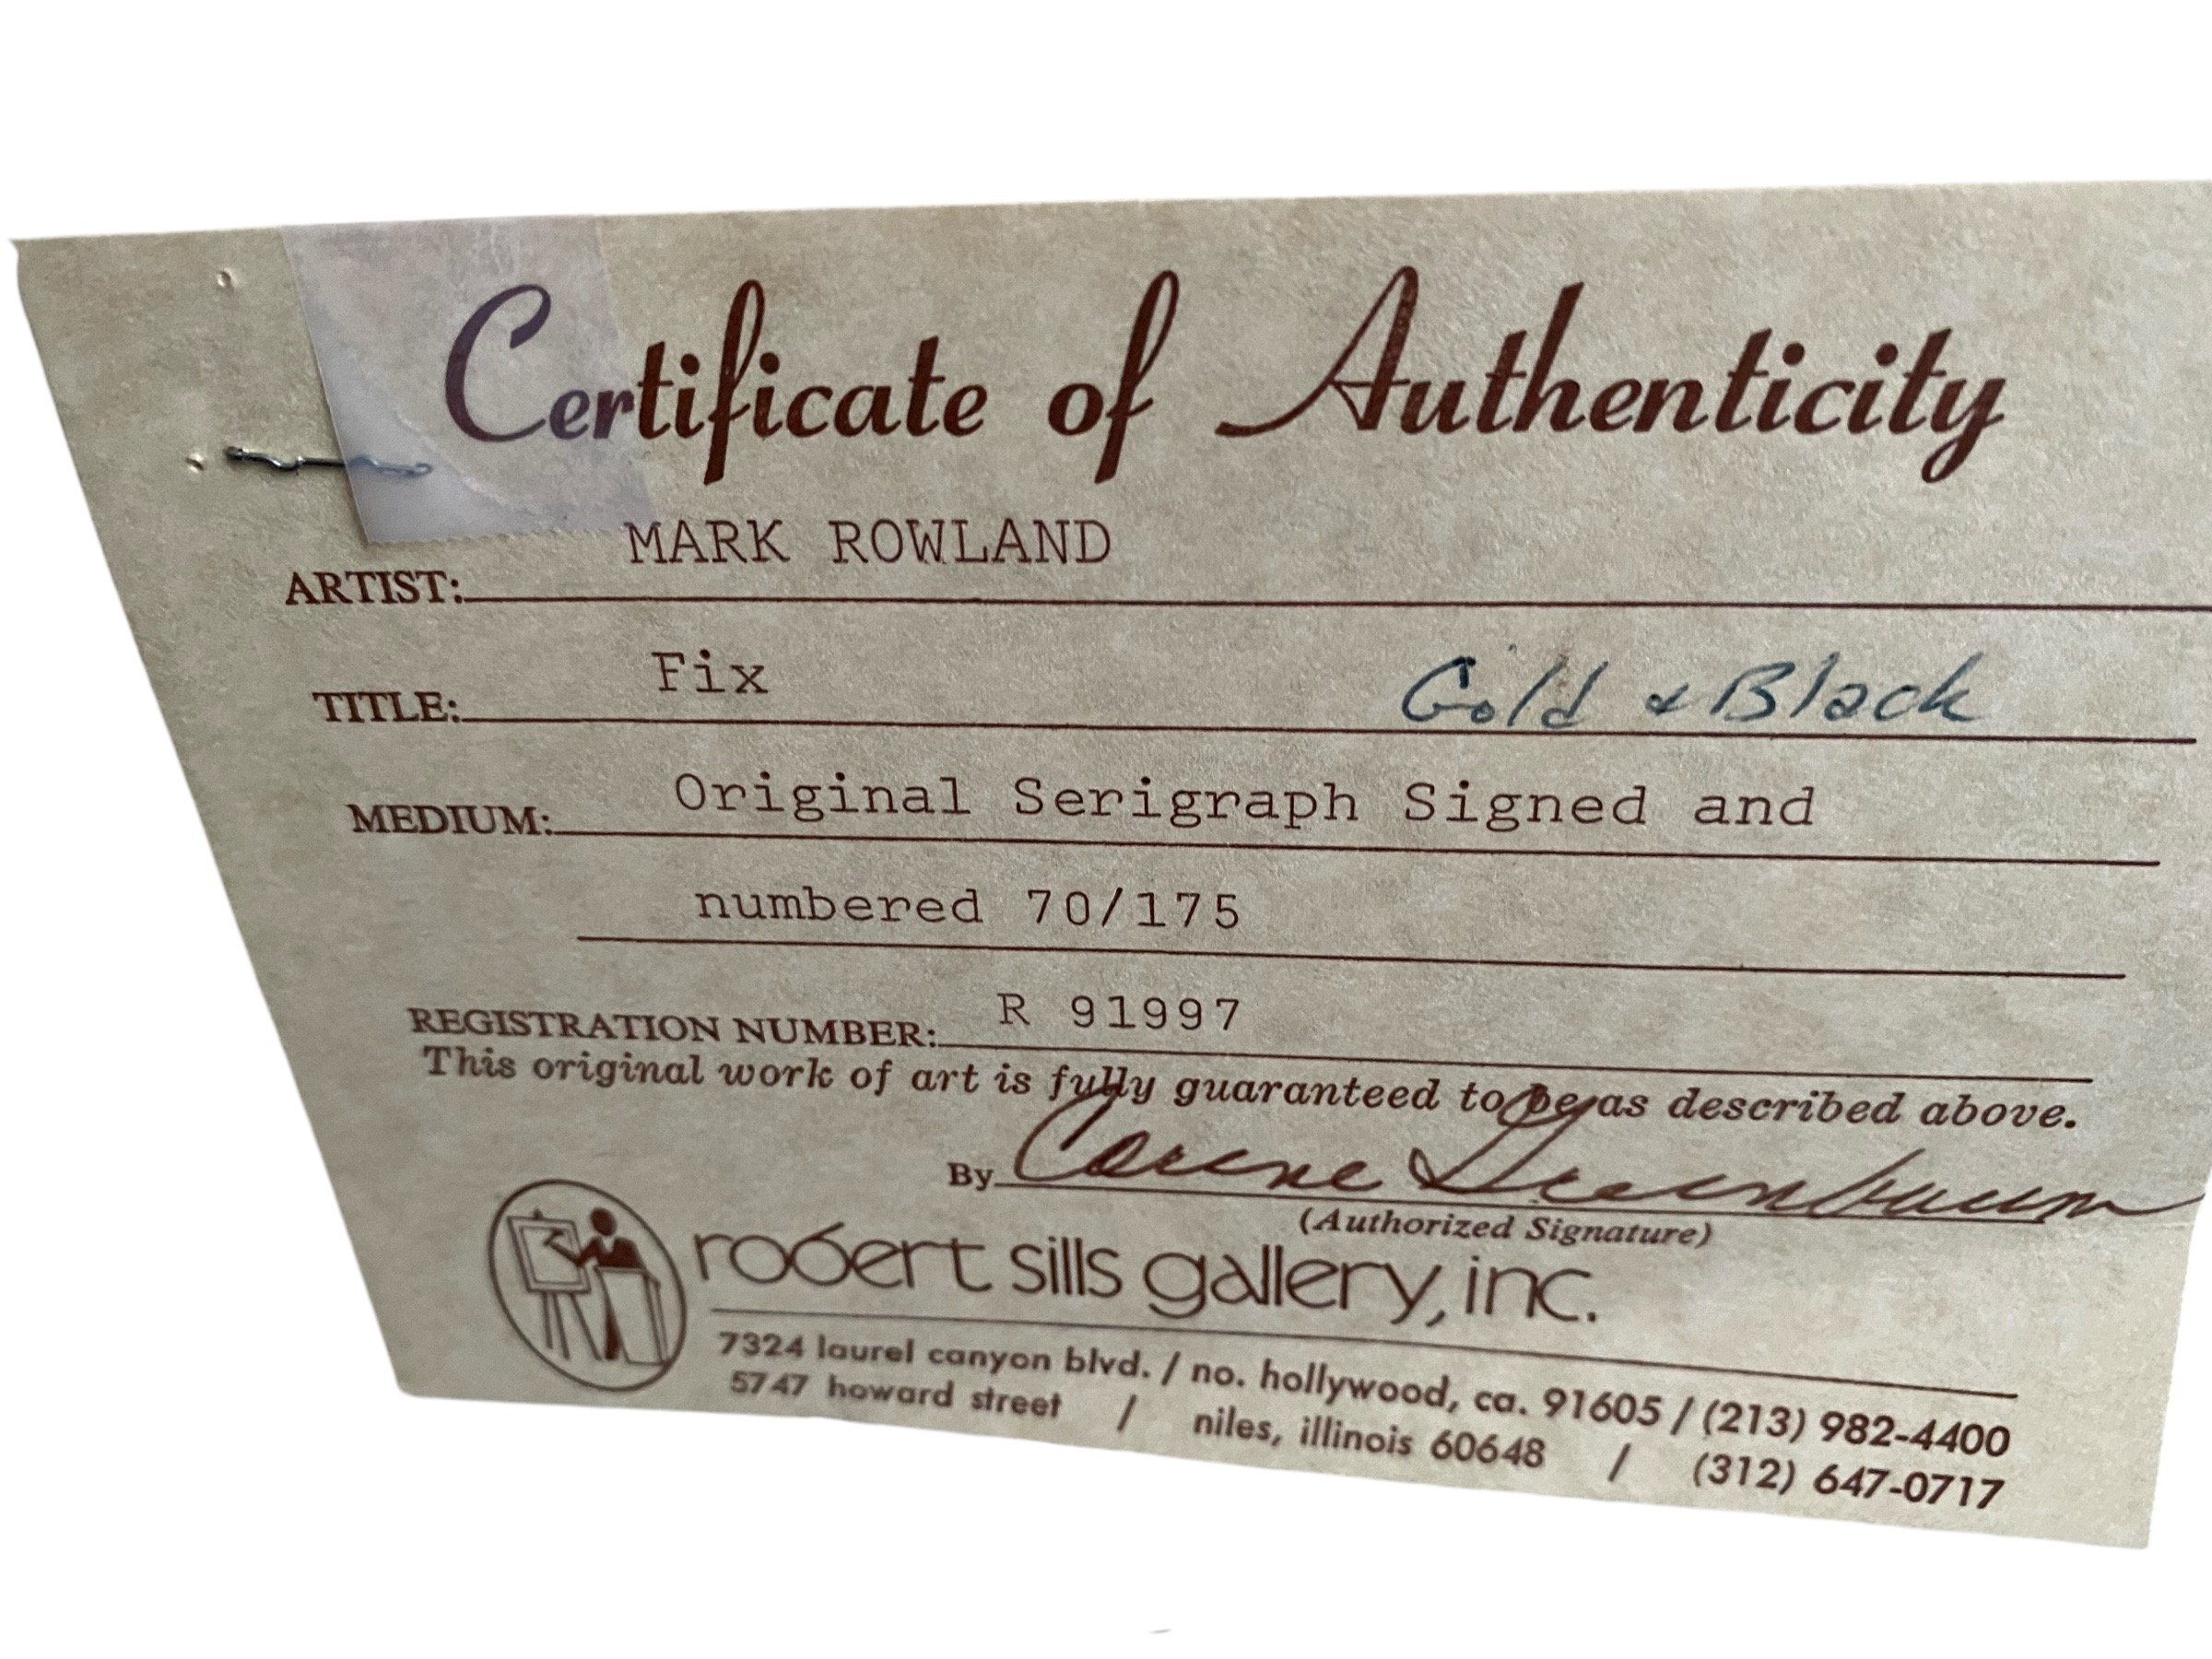 Certificate of Authenticity
ARTIST: MARK ROWLAND
TITLE: Fix Gold & Black
MEDIUM: Original Serigraph Signed and
numbered 70/175
REGISTRATION NUMBER: R 91997
This original work of art is fully guaranteed to be as described above.
By Corene Greenbaum
(Authorized Signature)
robert sills gallery, inc.
7324 laurel canyon blvd. / no. hollywood, ca. 91605 / (213) 982-4400
5747 howard street / niles, illinois 60648 / (312) 647-0717